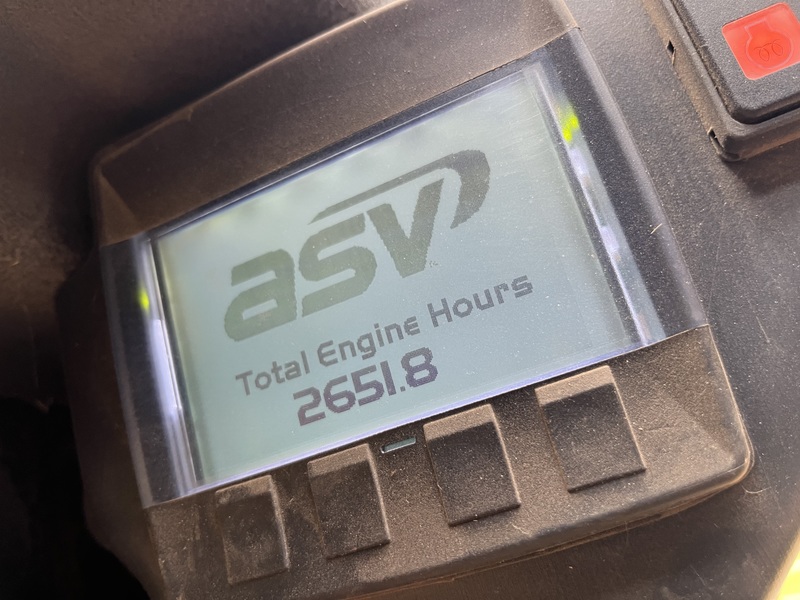 asv
Total Engine Hours
2651.8